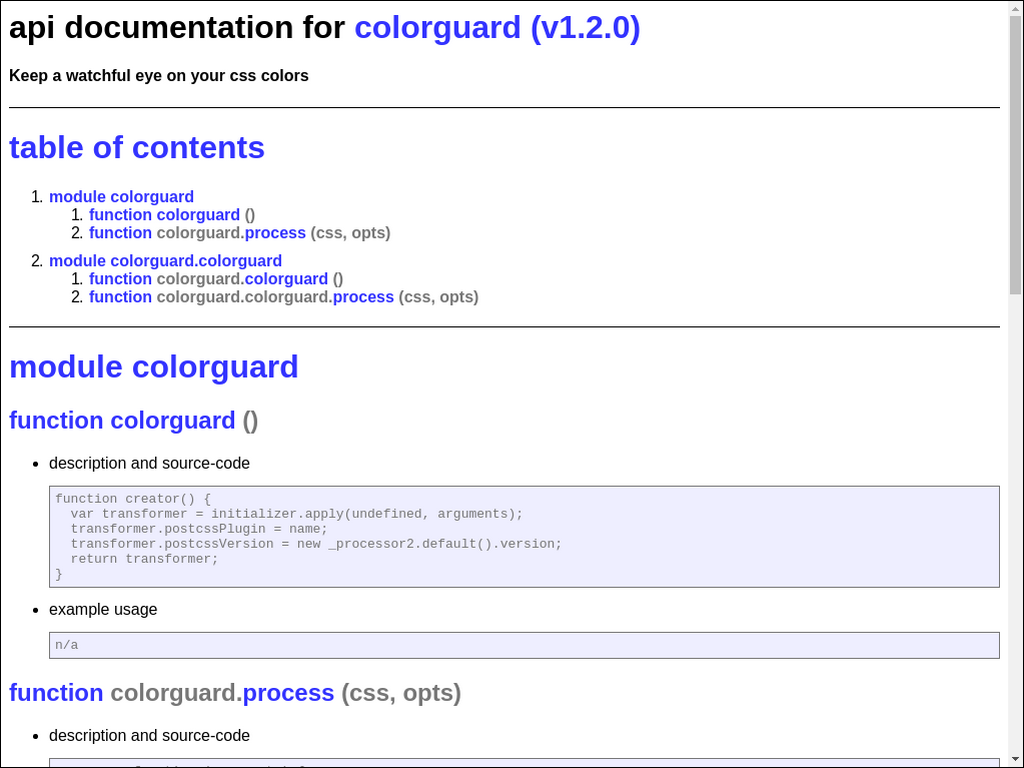 api documentation for colorguard (v1.2.0)
Keep a watchful eye on your css colors
table of contents
1. module colorguard
1. function colorguard ()
2. function colorguard.process (css, opts)
2. module colorguard.colorguard
1. function colorguard.colorguard ()
2. function colorguard.colorguard.process (css, opts)
module colorguard
function colorguard ()
• description and source-code
function creator() {
  var transformer = initializer.apply(undefined, arguments);
  transformer.postcssPlugin = name;
  transformer.postcssVersion = new _processor2.default().version;
  return transformer;
}
• example usage
n/a
function colorguard.process (css, opts)
• description and source-code